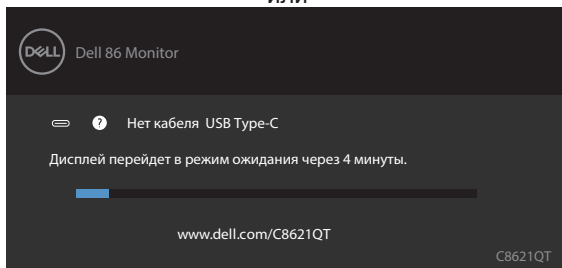 или
DELL
Dell 86 Monitor
? Нет кабеля USB Type-C
Дисплей перейдет в режим ожидания через 4 минуты.
www.dell.com/C8621QT
C8621QT